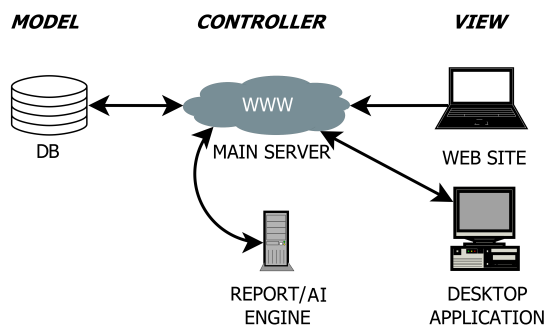 MODEL
CONTROLLER
VIEW
WWW
DB
MAIN SERVER
WEB SITE
REPORT/AI
ENGINE
DESKTOP
APPLICATION